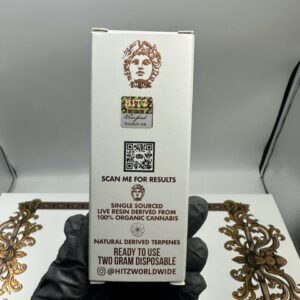 HITZ
Verified
SCAN ME FOR RESULTS
SINGLE SOURCED
LIVE RESIN DERIVED FROM
100% ORGANIC CANNABIS
NATURAL DERIVED TERPENES
READY TO USE
TWO GRAM DISPOSABLE
@HITZWORLDWIDE